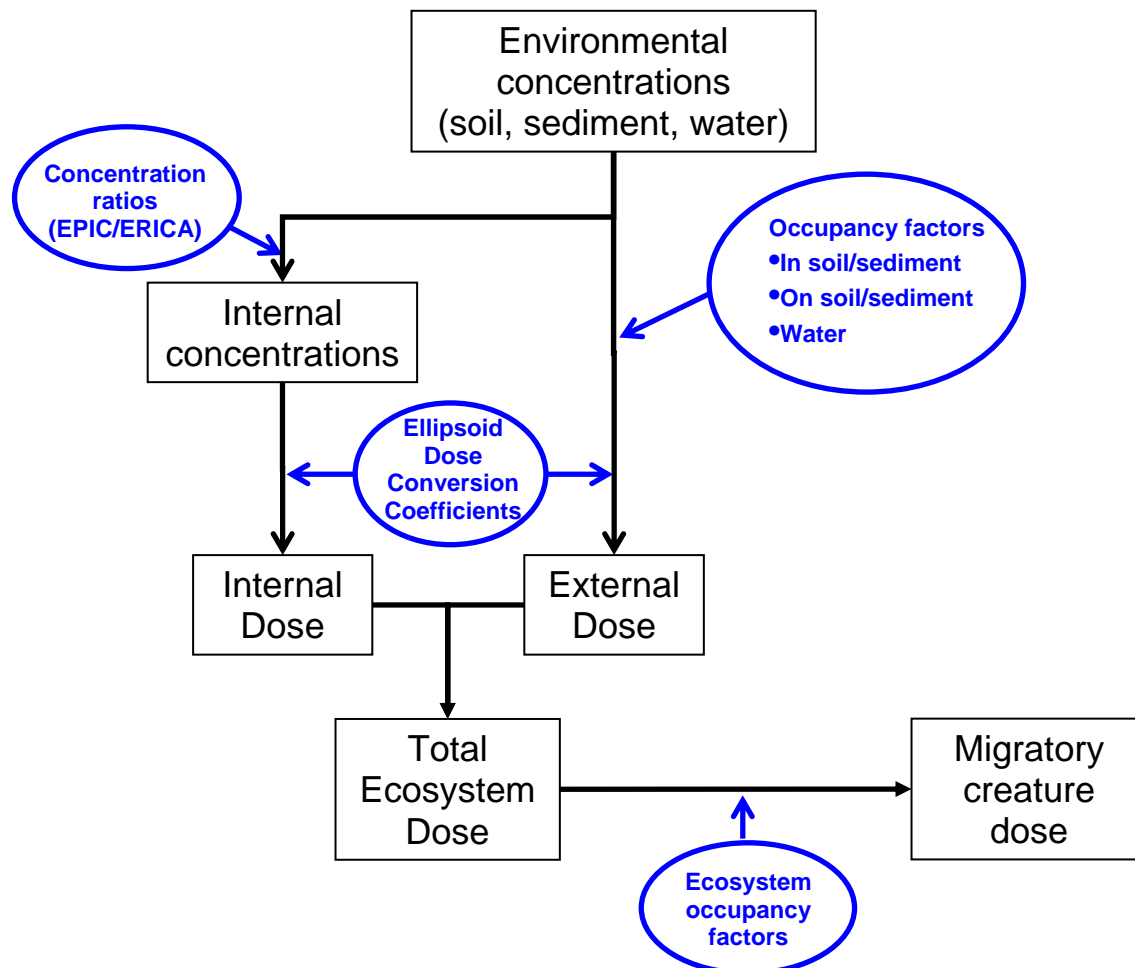 Environmental
concentrations
(soil, sediment, water)
Concentration
ratios
(EPIC/ERICA)
Occupancy factors
•In soil/sediment
•On soil/sediment
•Water
Internal
concentrations
Ellipsoid
Dose
Conversion
Coefficients
Internal
Dose
External
Dose
Total
Ecosystem
Dose
Migratory
creature
dose
Ecosystem
occupancy
factors